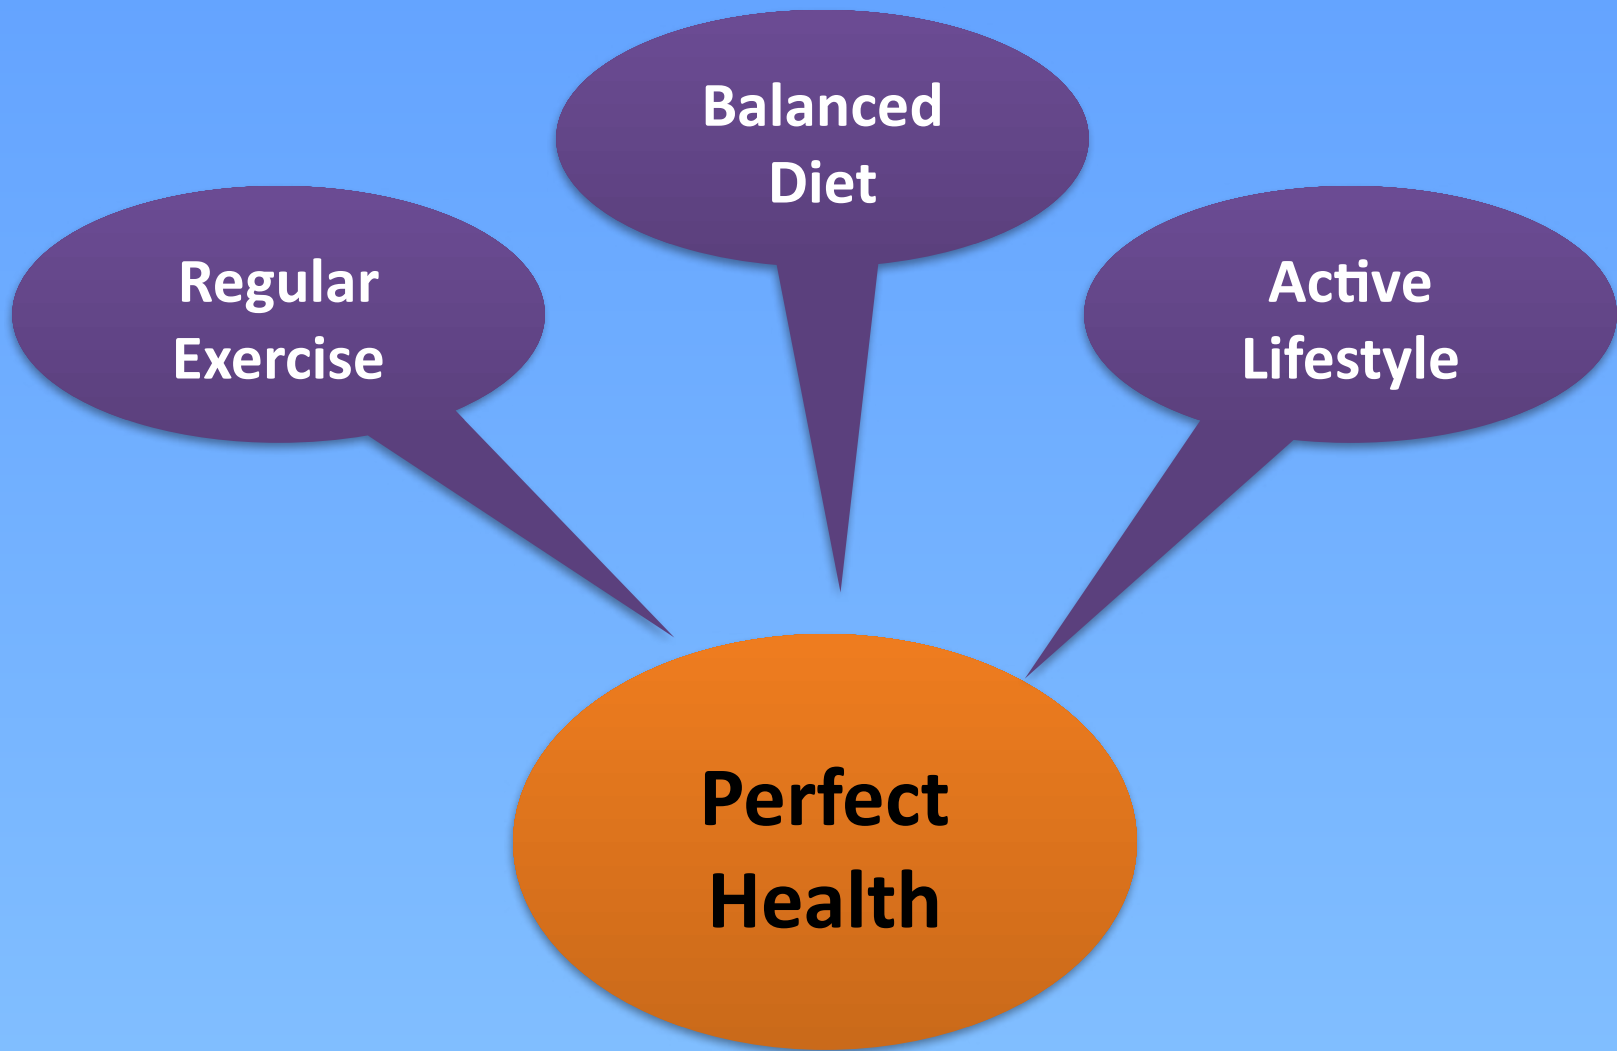 Balanced
Diet
Regular
Exercise
Active
Lifestyle
Perfect
Health